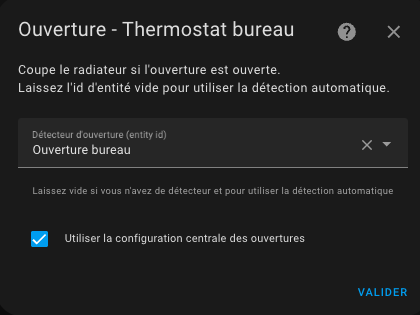 Ouverture - Thermostat bureau
Coupe le radiateur si l'ouverture est ouverte.
Laissez l'id d'entité vide pour utiliser la détection automatique.
Détecteur d'ouverture (entity id)
Ouverture bureau
Laissez vide si vous n'avez de détecteur et pour utiliser la détection automatique
Utiliser la configuration centrale des ouvertures
VALIDER